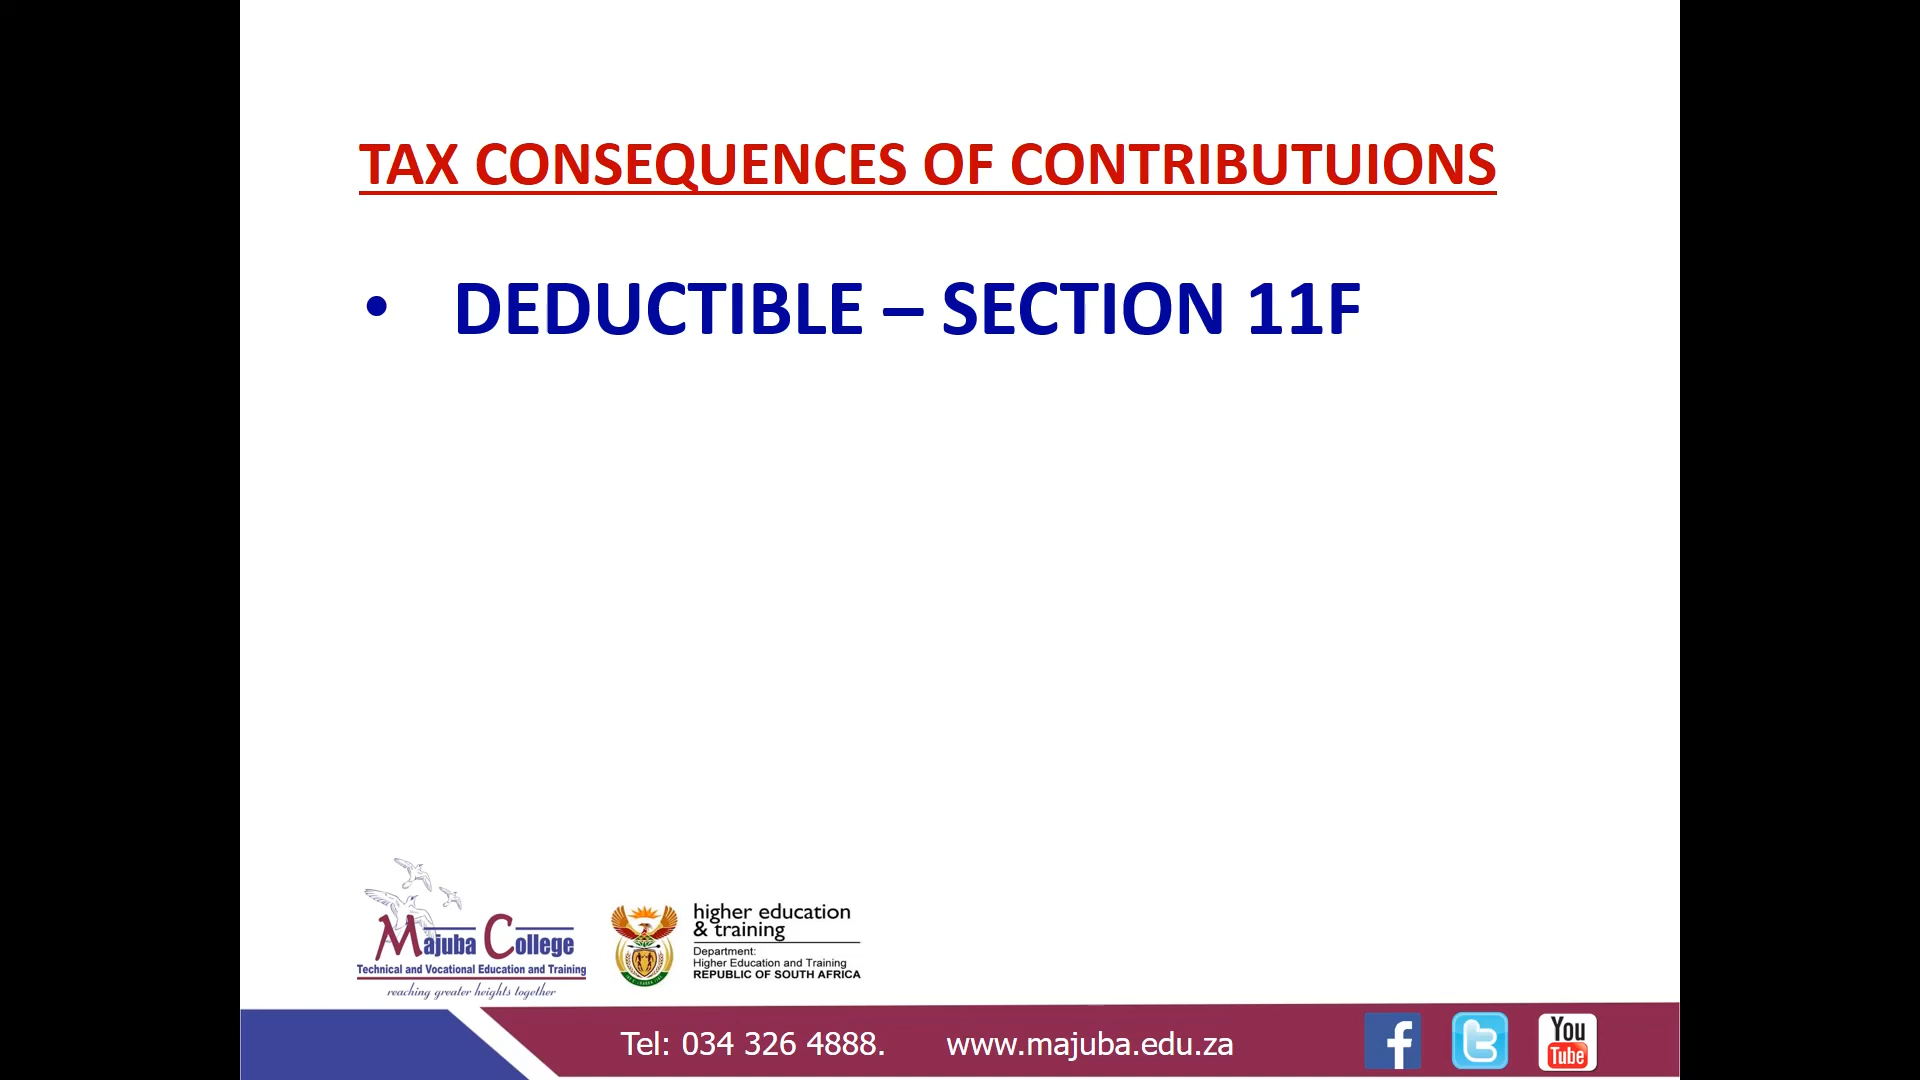 TAX CONSEQUENCES OF CONTRIBUTUIONS
• DEDUCTIBLE – SECTION 11F
Majuba College
Technical and Vocational Education and Training
reaching greater heights together
higher education
& training
Department:
Higher Education and Training
REPUBLIC OF SOUTH AFRICA
Tel: 034 326 4888. www.majuba.edu.za
f
t
You
Tube